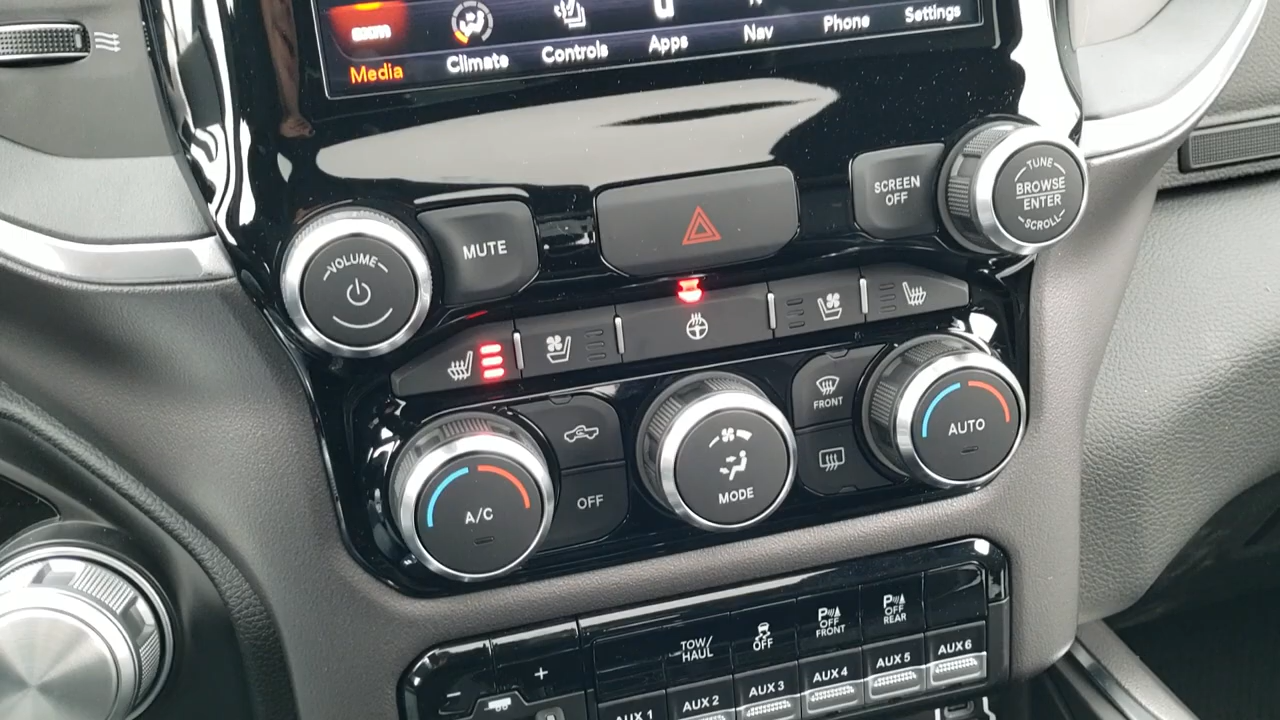 Media
Climate
Controls
Apps
Nav
Phone
Settings
VOLUME
MUTE
SCREEN
OFF
TUNE
BROWSE
ENTER
SCROLL
FRONT
AUTO
A/C
OFF
MODE
- +
TOW/
HAUL
OFF
P
OFF
FRONT
P
OFF
REAR
AUX 1
AUX 2
AUX 3
AUX 4
AUX 5
AUX 6